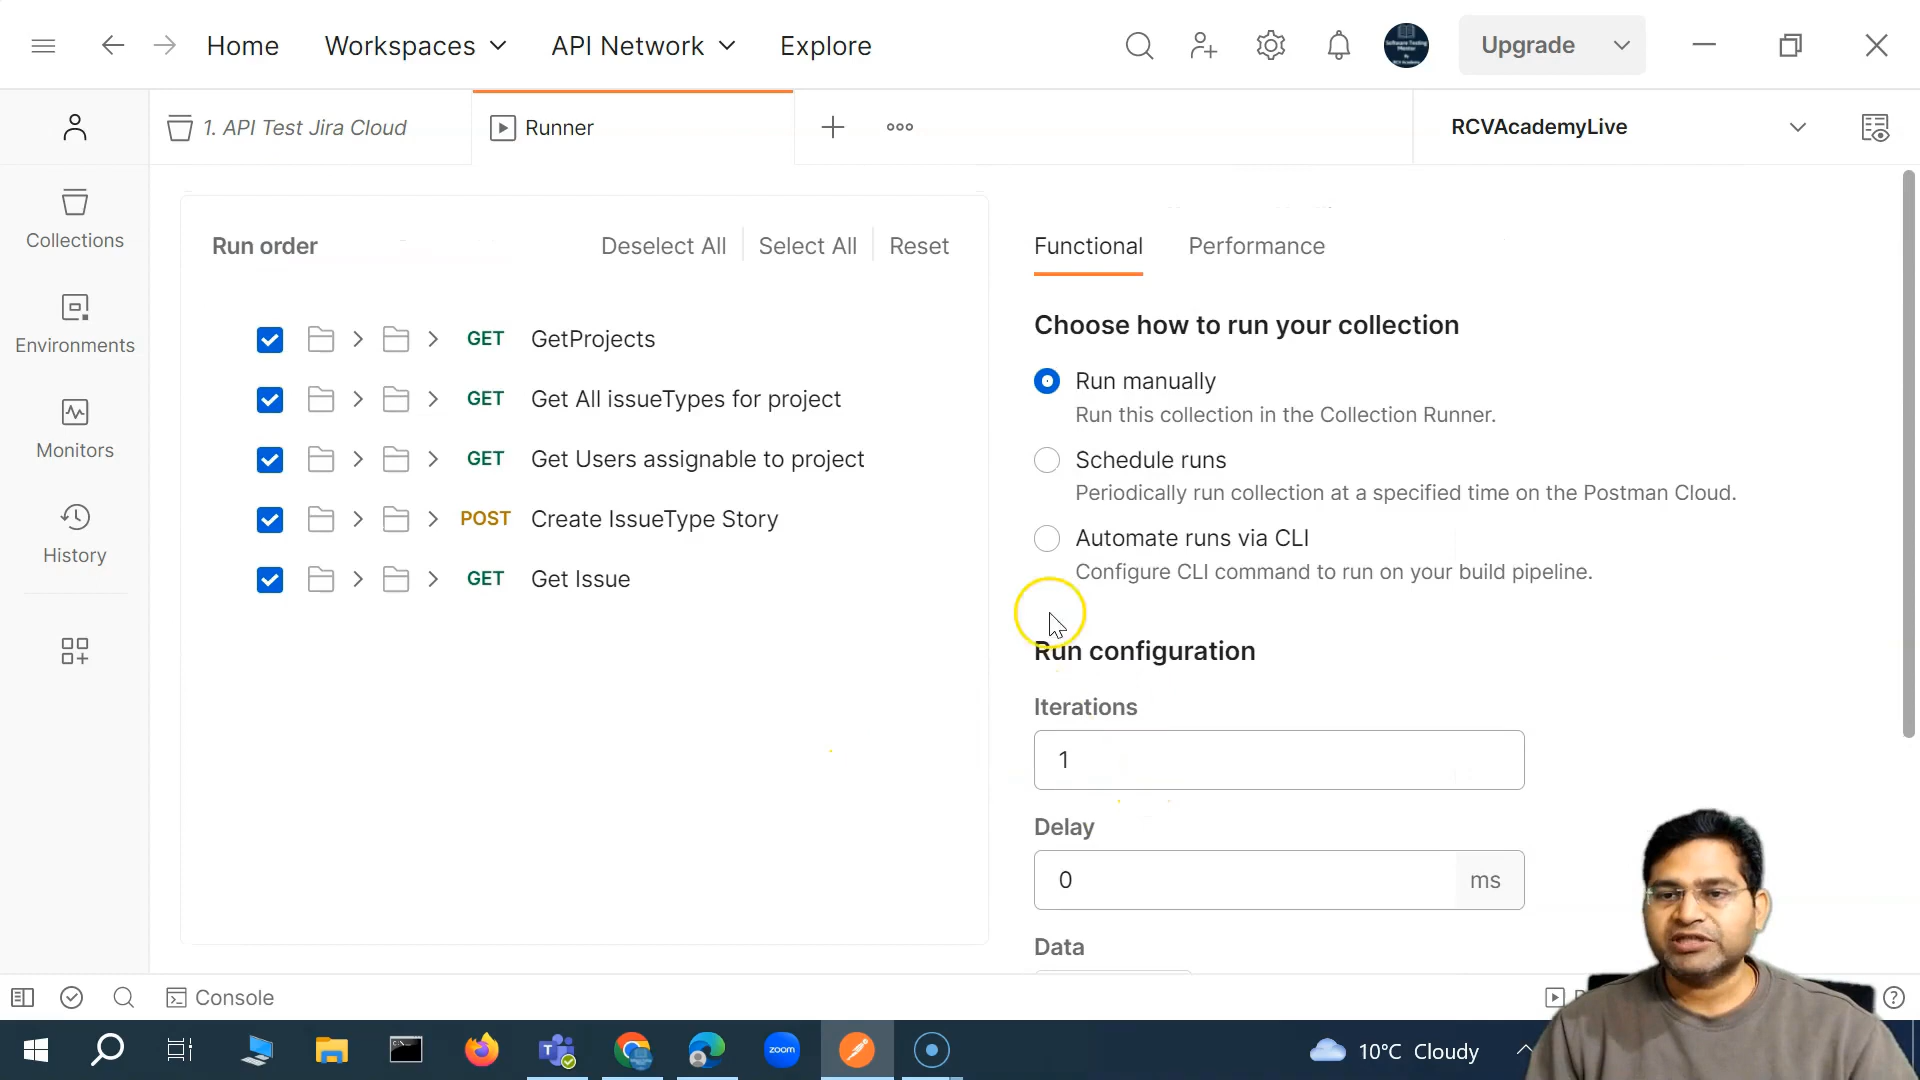 Home
Workspaces
API Network
Explore
Upgrade
1. API Test Jira Cloud
Runner
RCVAcademyLive
Collections
Environments
Monitors
History
Run order
Deselect All
Select All
Reset
GET GetProjects
GET Get All issueTypes for project
GET Get Users assignable to project
POST Create IssueType Story
GET Get Issue
Functional
Performance
Choose how to run your collection
Run manually
Run this collection in the Collection Runner.
Schedule runs
Periodically run collection at a specified time on the Postman Cloud.
Automate runs via CLI
Configure CLI command to run on your build pipeline.
Run configuration
Iterations
1
Delay
0
ms
Data
Console
zoom
10°C Cloudy